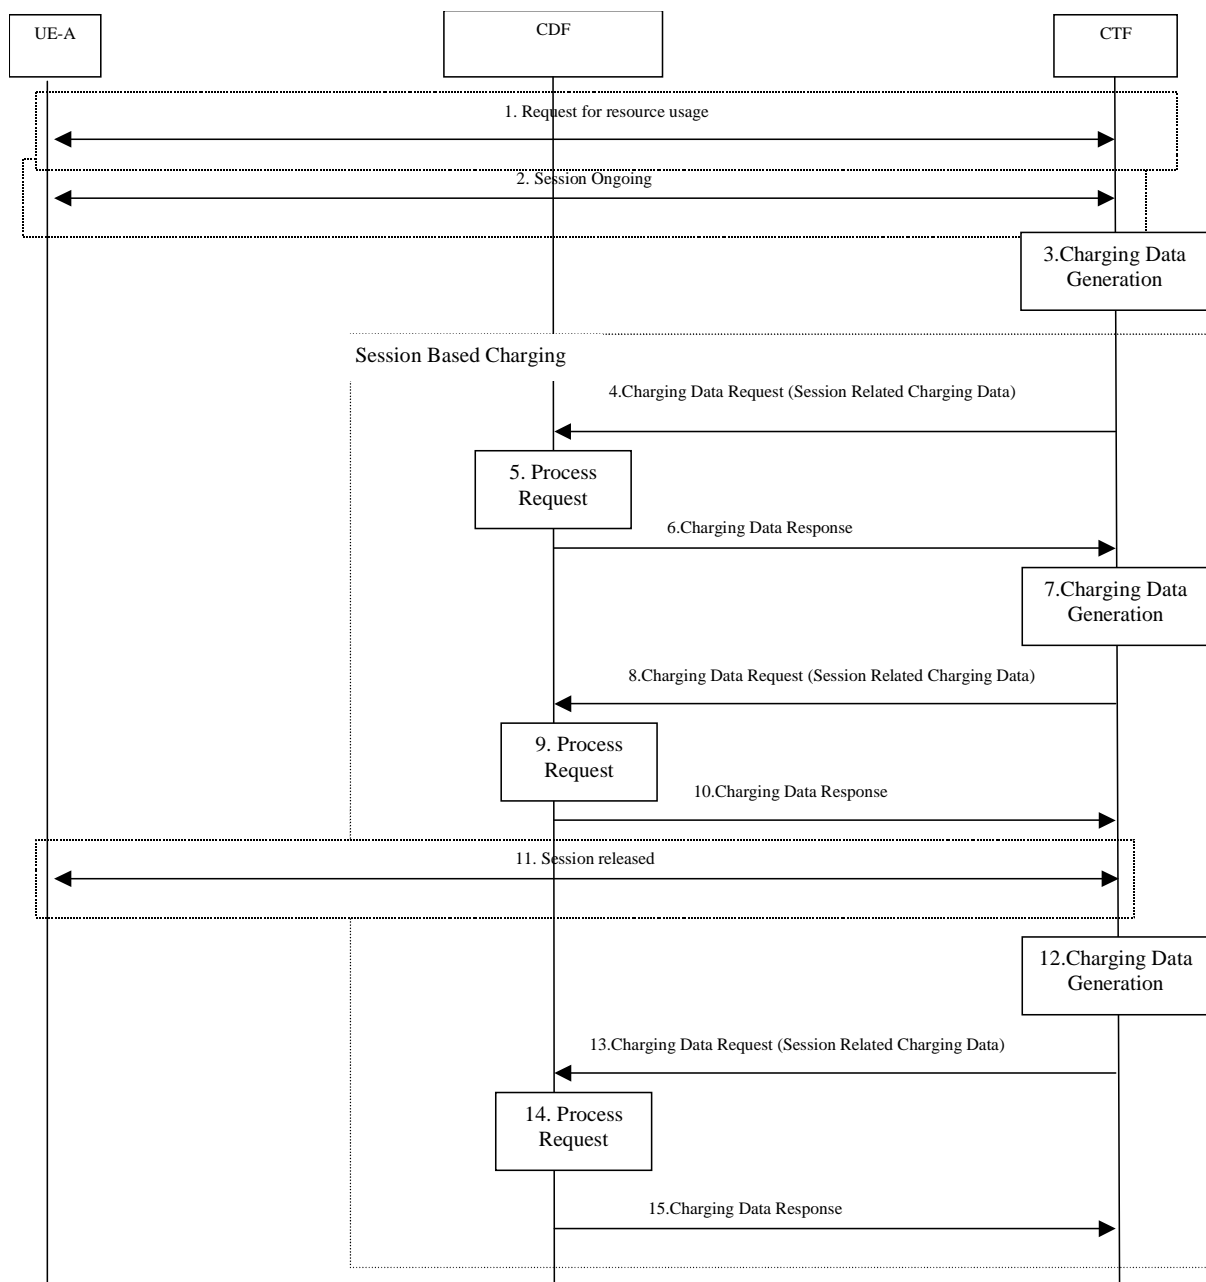 UE-A
CDF
CTF
1. Request for resource usage
2. Session Ongoing
3.Charging Data
Generation
Session Based Charging
4.Charging Data Request (Session Related Charging Data)
5. Process
Request
6.Charging Data Response
7.Charging Data
Generation
8.Charging Data Request (Session Related Charging Data)
9. Process
Request
10.Charging Data Response
11. Session released
12.Charging Data
Generation
13.Charging Data Request (Session Related Charging Data)
14. Process
Request
15.Charging Data Response